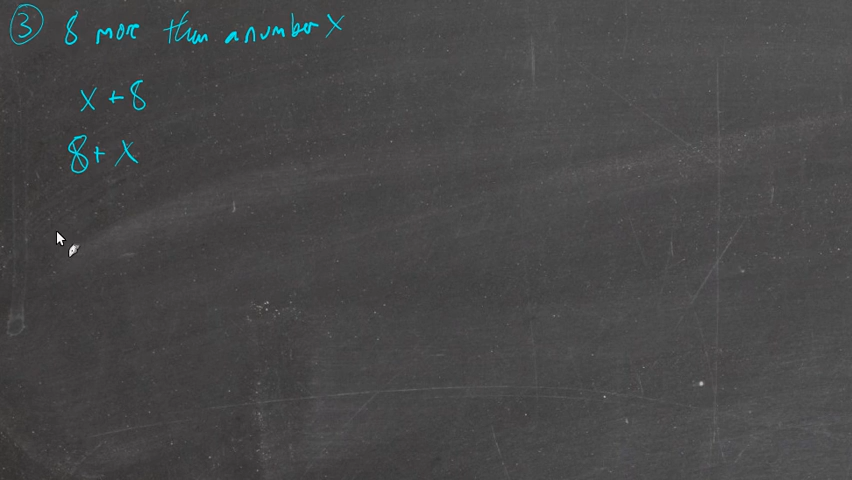 ③ 8 more than a number x
x + 8
8 + x